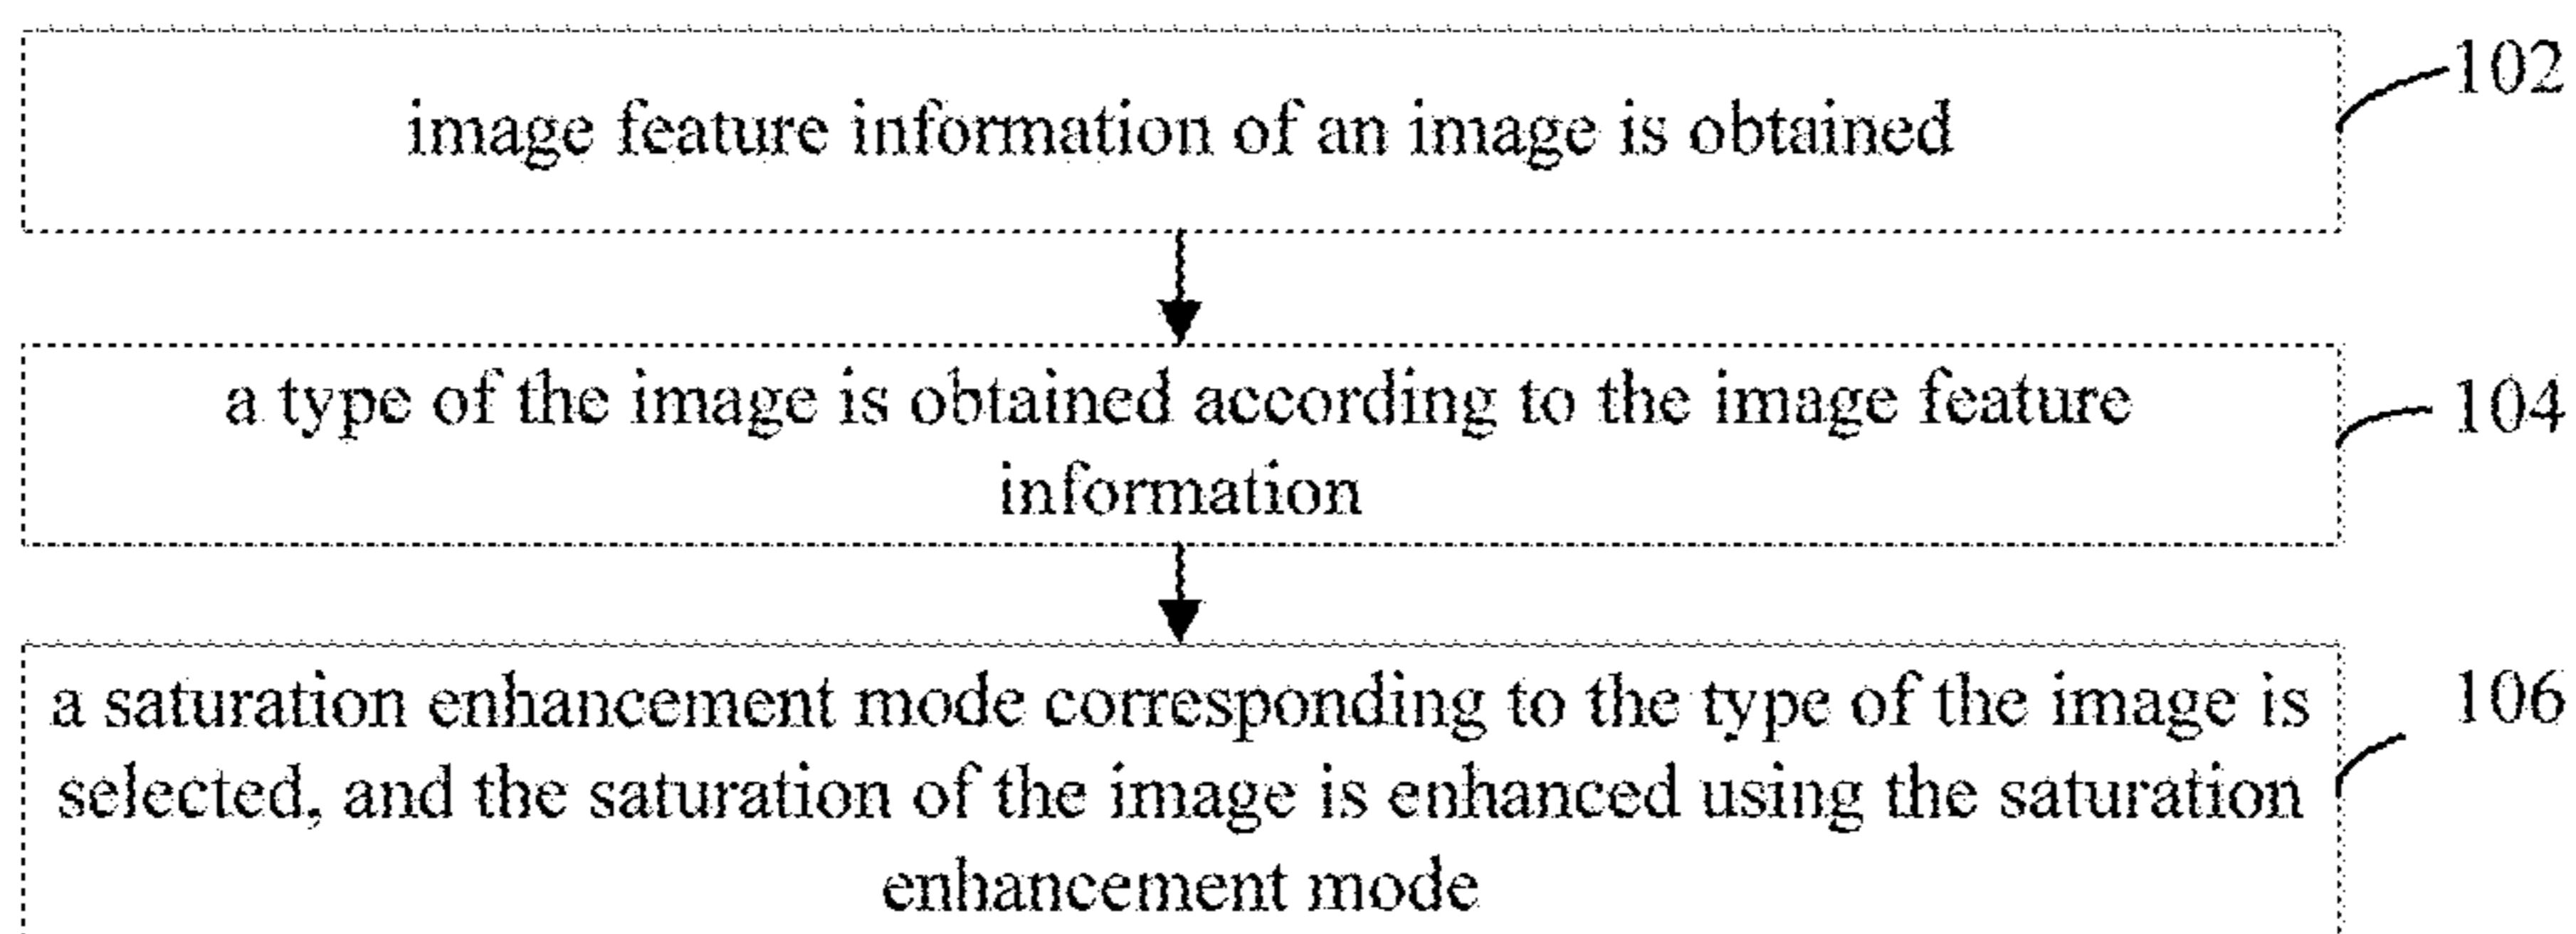 102
image feature information of an image is obtained
a type of the image is obtained according to the image feature
104
information
a saturation enhancement mode corresponding to the type of the image is
106
selected, and the saturation of the image is enhanced using the saturation
enhancement mode